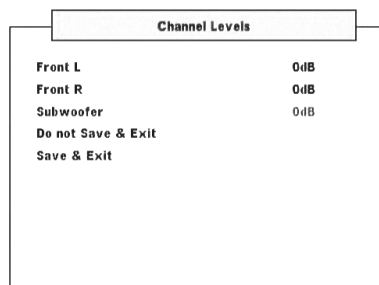 Channel Levels
Front L 0dB
Front R 0dB
Subwoofer 0dB
Do not Save & Exit
Save & Exit